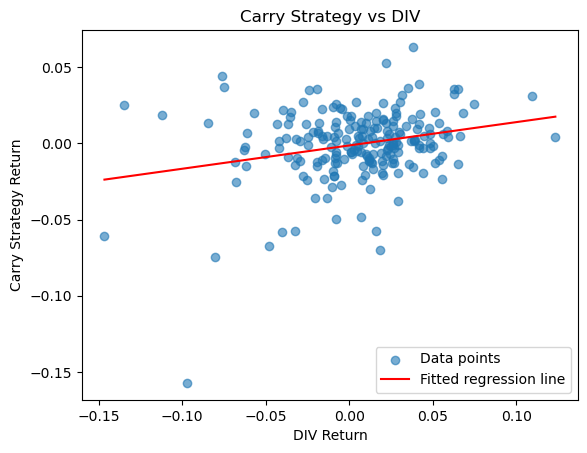 Carry Strategy vs DIV
0.05
0.00
−0.05
−0.10
−0.15
Carry Strategy Return
Data points
Fitted regression line
−0.15
−0.10
−0.05
0.00
0.05
0.10
DIV Return